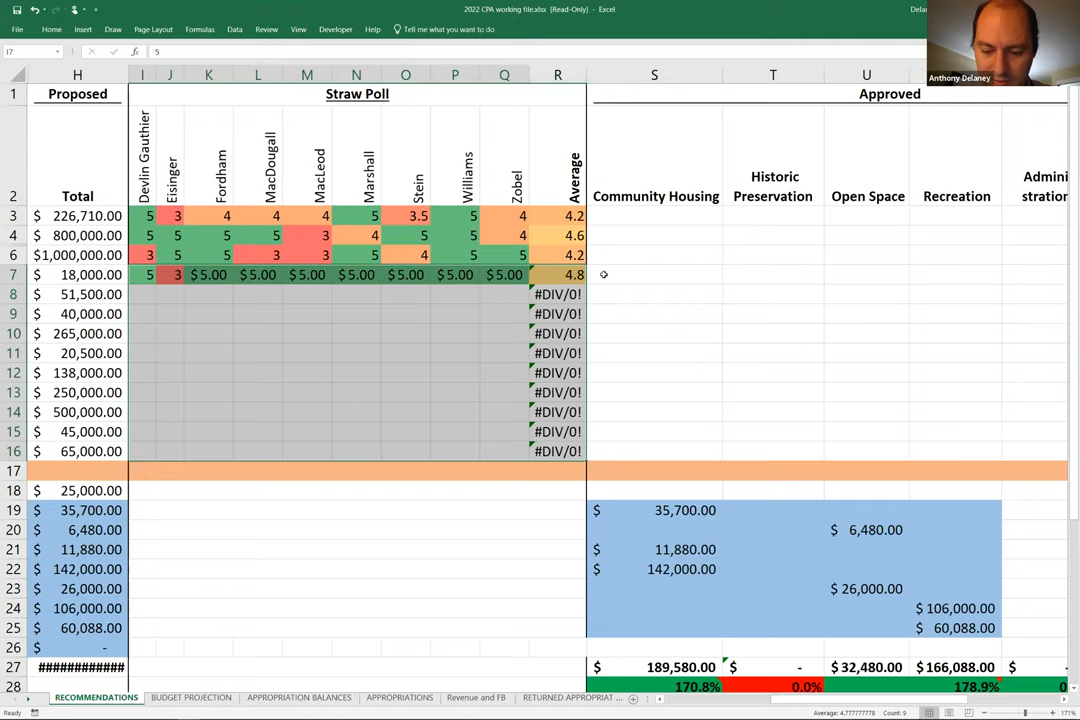 2022 CPA working file.xlsx [Read-Only] - Excel
File Home Insert Draw Page Layout Formulas Data Review View Developer Help Tell me what you want to do
Anthony Delaney
I7 fx 5
H I J K L M N O P Q R S T U V
1 Proposed Straw Poll Approved
2 Total Devlin Gauthier Eisinger Fordham MacDougall MacLeod Marshall Stein Williams Zobel Average Community Housing Historic Preservation Open Space Recreation Admini stration
3 $ 226,710.00 5 3 4 4 4 5 3.5 5 4 4.2
4 $ 800,000.00 5 5 5 5 3 4 5 5 4 4.6
6 $1,000,000.00 3 5 5 3 3 5 4 5 5 4.2
7 $ 18,000.00 5 3 $5.00 $5.00 $5.00 $5.00 $5.00 $5.00 $5.00 4.8
8 $ 51,500.00 #DIV/0!
9 $ 40,000.00 #DIV/0!
10 $ 265,000.00 #DIV/0!
11 $ 20,500.00 #DIV/0!
12 $ 138,000.00 #DIV/0!
13 $ 250,000.00 #DIV/0!
14 $ 500,000.00 #DIV/0!
15 $ 45,000.00 #DIV/0!
16 $ 65,000.00 #DIV/0!
17
18 $ 25,000.00
19 $ 35,700.00 $ 35,700.00
20 $ 6,480.00 $ 6,480.00
21 $ 11,880.00 $ 11,880.00
22 $ 142,000.00 $ 142,000.00
23 $ 26,000.00 $ 26,000.00
24 $ 106,000.00 $ 106,000.00
25 $ 60,088.00 $ 60,088.00
26 $ -
27 ############ $ 189,580.00 $ - $ 32,480.00 $166,088.00 $ -
28 170.8% 0.0% 178.9%
RECOMMENDATIONS BUDGET PROJECTION APPROPRIATION BALANCES APPROPRIATIONS Revenue and FB RETURNED APPROPRIAT ...
Ready Average: 4.777777778 Count: 9 171%